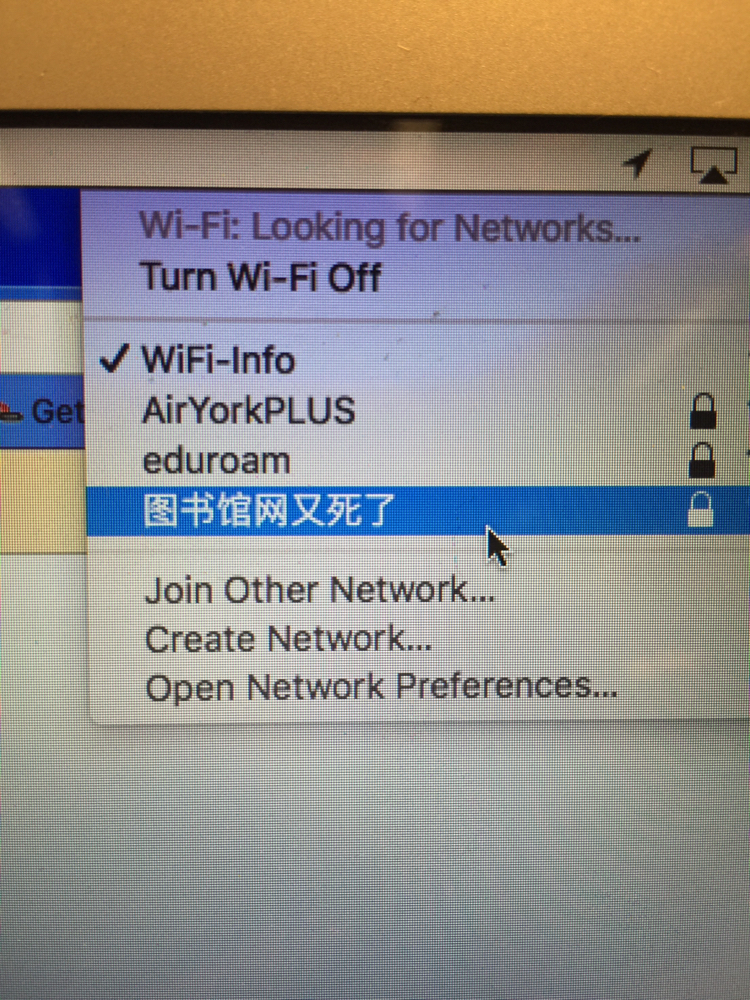 Wi-Fi: Looking for Networks...
Turn Wi-Fi Off
WiFi-Info
Get
AirYorkPLUS
eduroam
图书馆网又死了
Join Other Network...
Create Network...
Open Network Preferences...